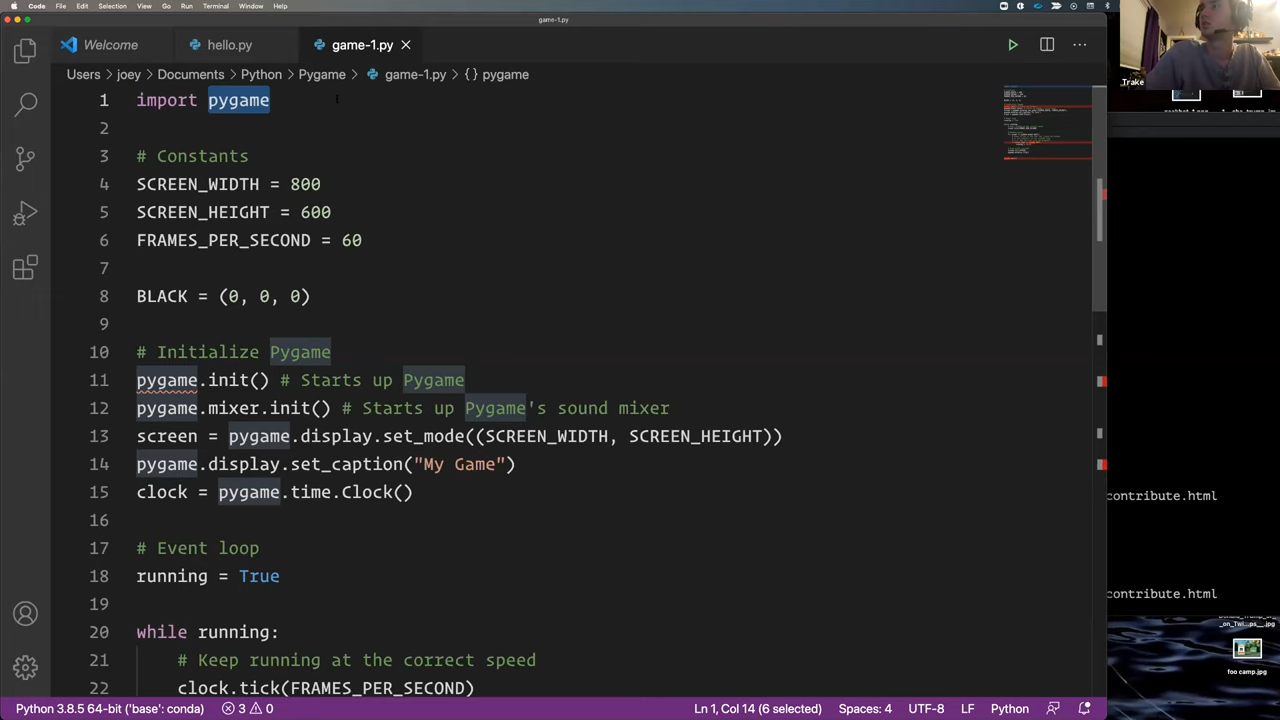 Code File Edit Selection View Go Run Terminal Window Help
game-1.py
Welcome hello.py game-1.py
Users > joey > Documents > Python > Pygame > game-1.py > {} pygame
1 import pygame
2
3 # Constants
4 SCREEN_WIDTH = 800
5 SCREEN_HEIGHT = 600
6 FRAMES_PER_SECOND = 60
7
8 BLACK = (0, 0, 0)
9
10 # Initialize Pygame
11 pygame.init() # Starts up Pygame
12 pygame.mixer.init() # Starts up Pygame's sound mixer
13 screen = pygame.display.set_mode((SCREEN_WIDTH, SCREEN_HEIGHT))
14 pygame.display.set_caption("My Game")
15 clock = pygame.time.Clock()
16
17 # Event loop
18 running = True
19
20 while running:
21 # Keep running at the correct speed
22 clock.tick(FRAMES_PER_SECOND)
Python 3.8.5 64-bit ('base': conda) 3 0 Ln 1, Col 14 (6 selected) Spaces: 4 UTF-8 LF Python
Trake
contribute.html
contribute.html
foo camp.jpg